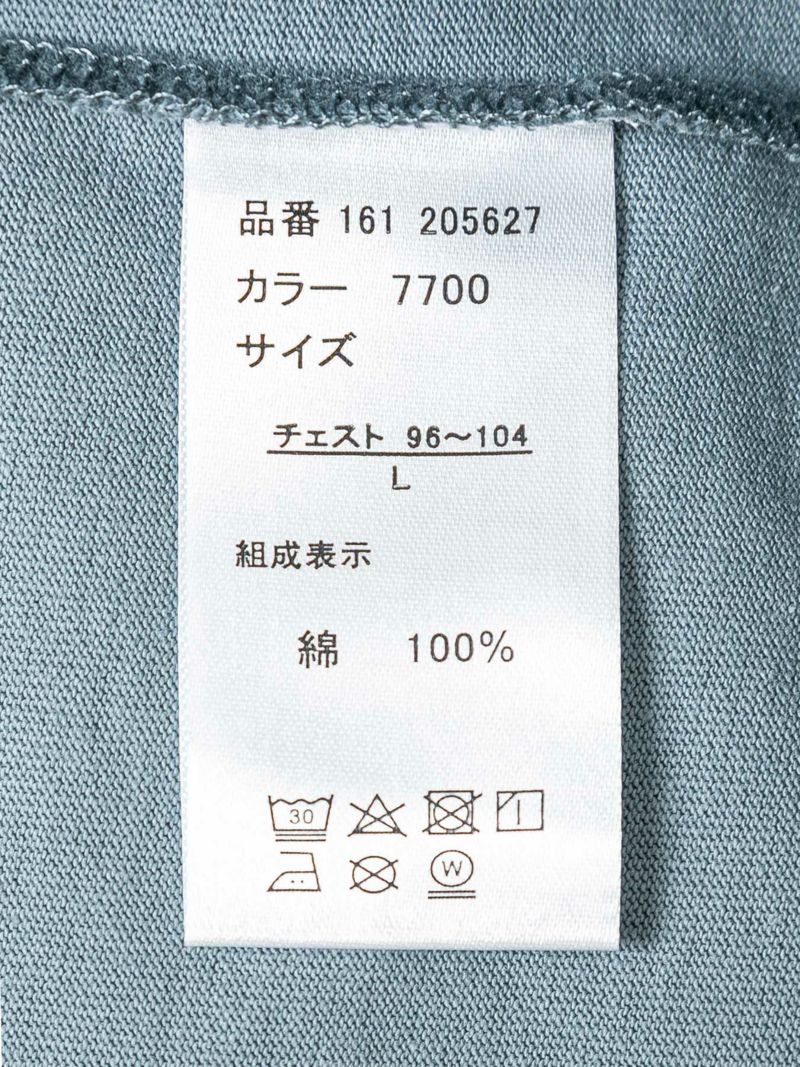 品番 161 205627
カラー 7700
サイズ
チェスト 96～104
L
組成表示
綿 100%
30
W